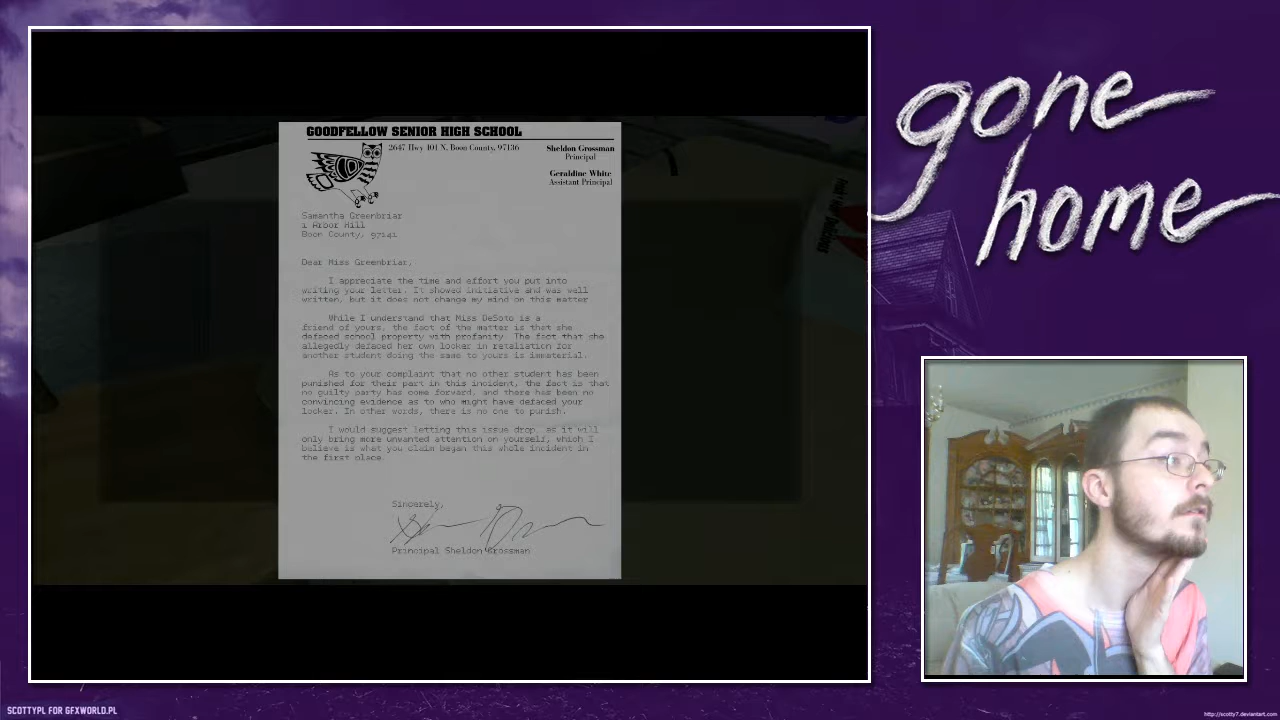 gone
home
GOODFELLOW SENIOR HIGH SCHOOL
2647 Hwy 101 N, Boon County, 97136
Sheldon Grossman
Principal
Geraldine White
Assistant Principal
Samantha Greenbriar
1 Arbor Hill
Boon County, 97141
Dear Miss Greenbriar,
I appreciate the time and effort you put into
writing your letter. It showed initiative and was well
written, but it does not change my mind on this matter
While I understand that Miss DeSoto is a
friend of yours, the fact of the matter is that she
defaced school property with profanity. The fact that she
allegedly defaced her own locker in retaliation for
another student doing the same to yours is immaterial.
As to your complaint that no other student has been
punished for their part in this incident, the fact is that
no guilty party has come forward, and there has been no
convincing evidence as to who might have defaced your
locker. In other words, there is no one to punish.
I would suggest letting this issue drop, as it will
only bring more unwanted attention on yourself, which I
believe is what you claim began this whole incident in
the first place.
Sincerely,
Principal Sheldon Grossman
SCOTTYPL FOR GFXWORLD.PL
http://scotty7.deviantart.com